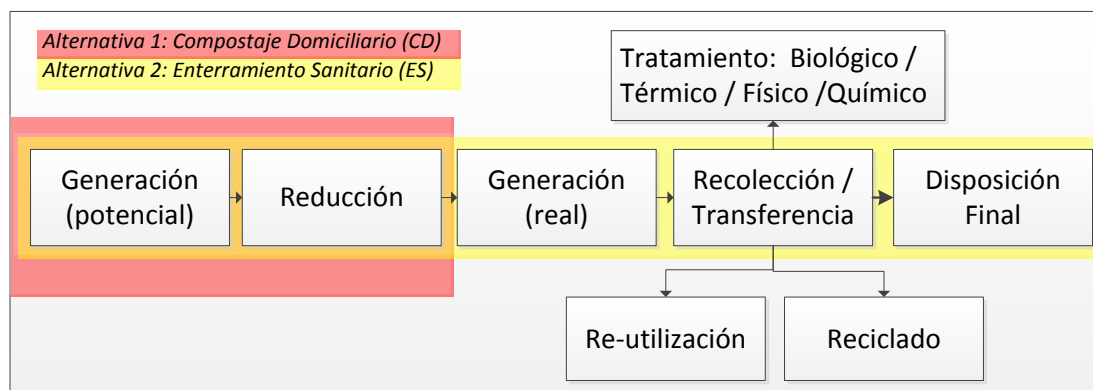 Alternativa 1: Compostaje Domiciliario (CD)
Alternativa 2: Enterramiento Sanitario (ES)
Tratamiento: Biológico /
Térmico / Físico /Químico
Generación
(potencial)
Reducción
Generación
(real)
Recolección /
Transferencia
Disposición
Final
Re-utilización
Reciclado